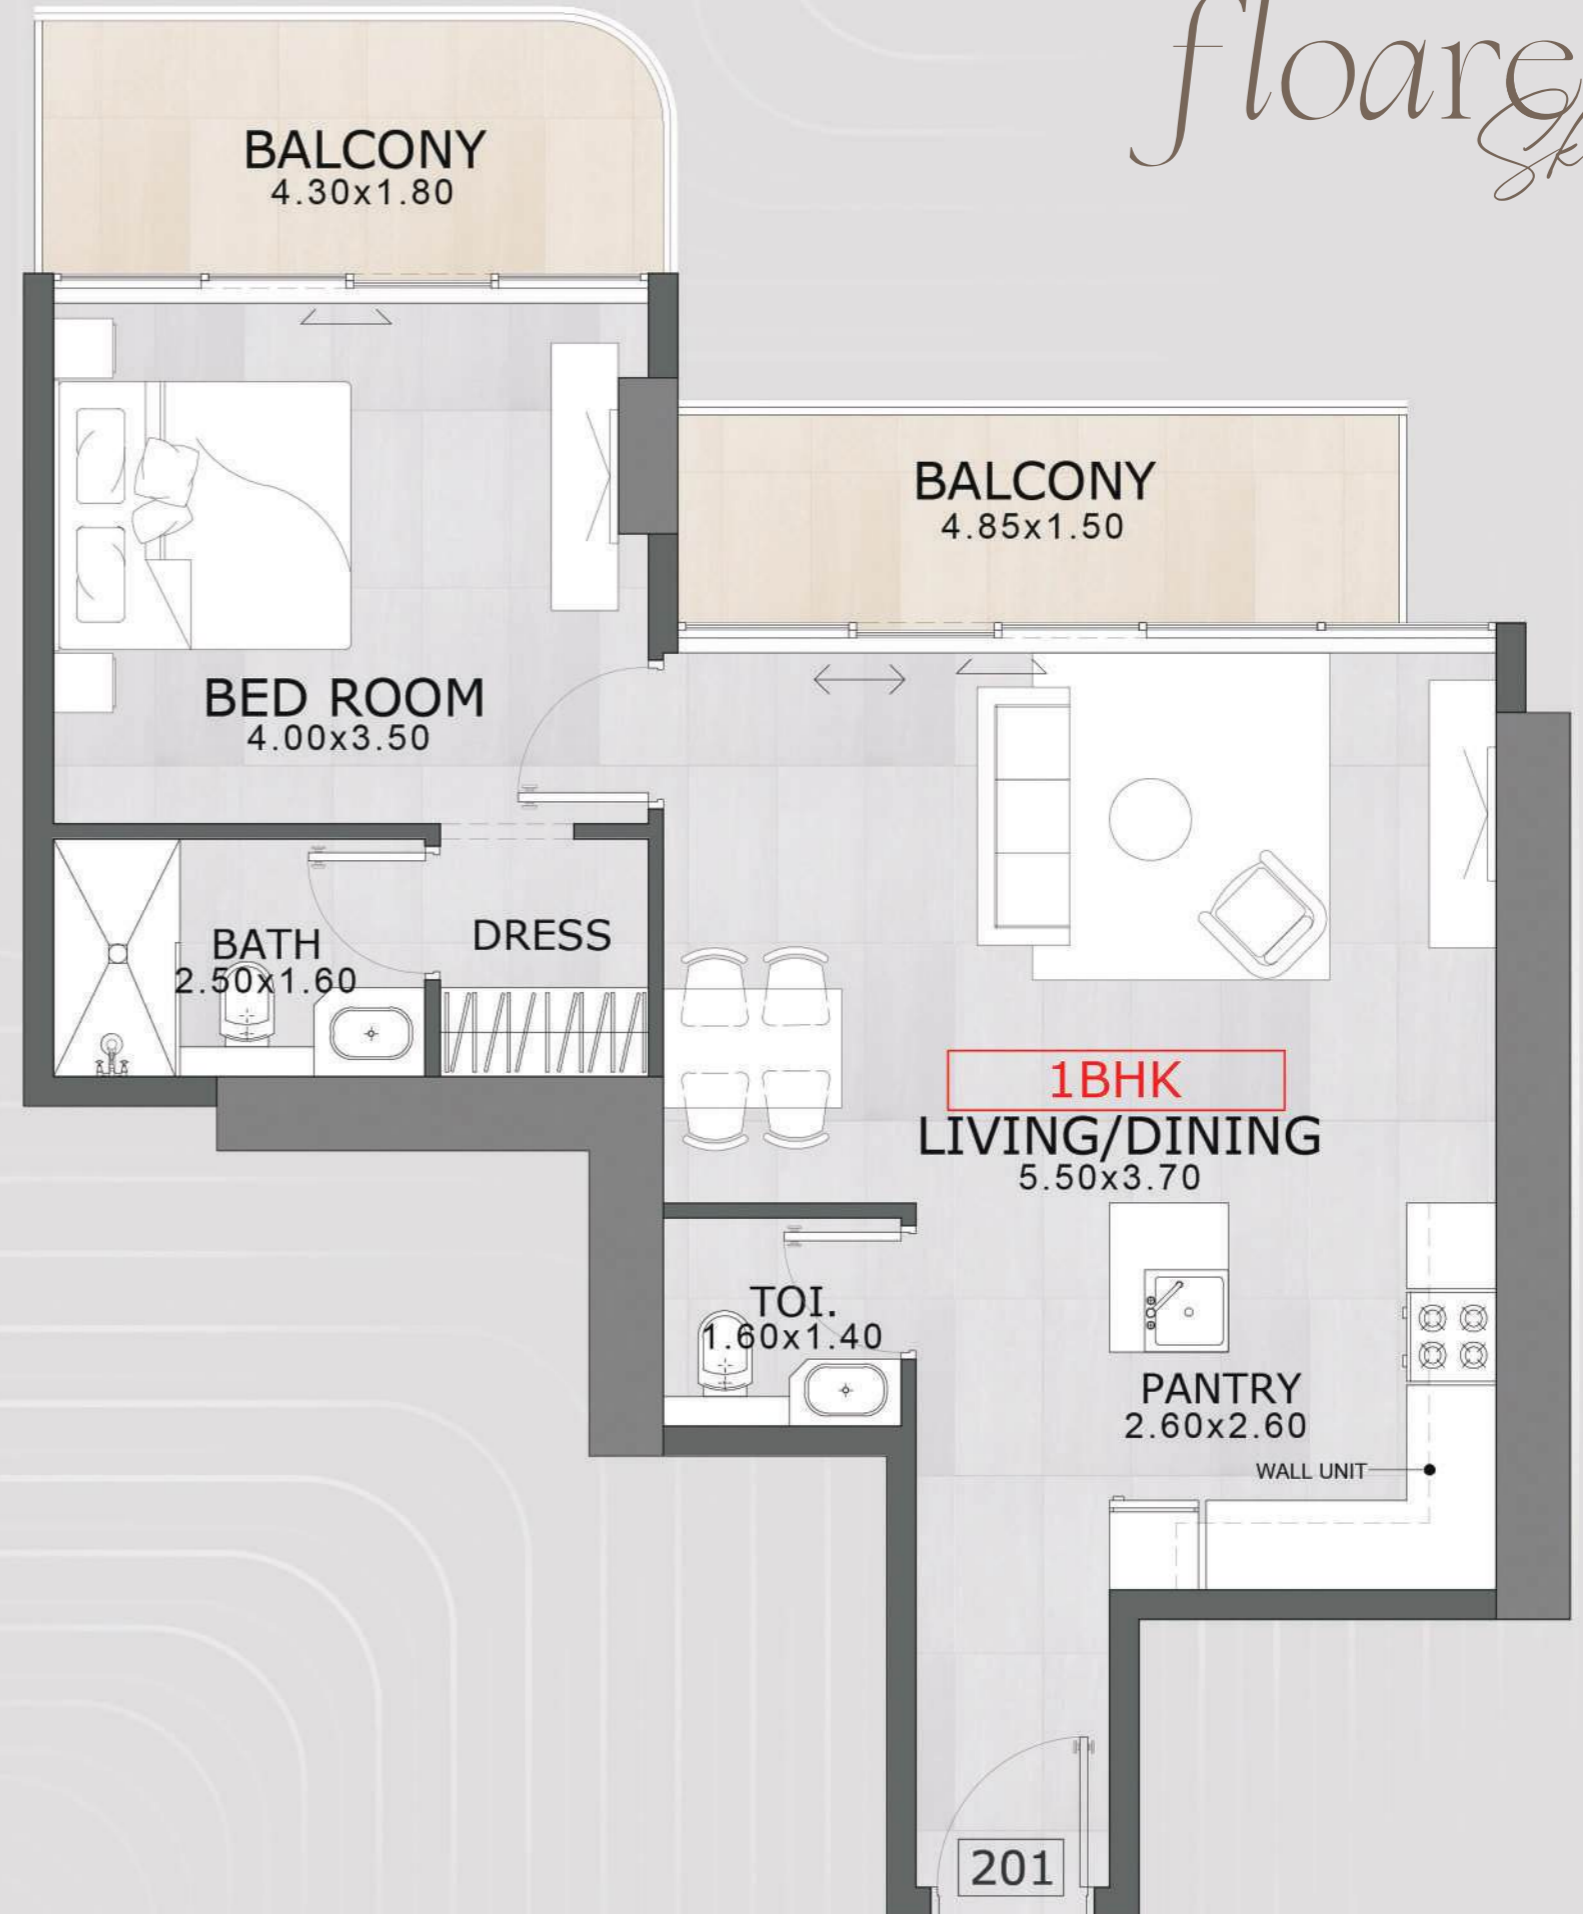 floare
Sk
BALCONY
4.30x1.80
BALCONY
4.85x1.50
BED ROOM
4.00x3.50
BATH
2.50x1.60
DRESS
1BHK
LIVING/DINING
5.50x3.70
TOI.
1.60x1.40
PANTRY
2.60x2.60
WALL UNIT
201